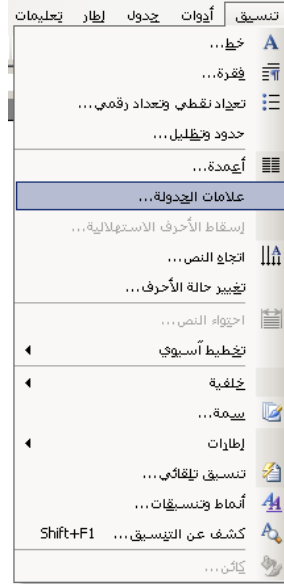 تنسيق أدوات جدول إطار تعليمات
خط...
فقرة...
تعداد نقطي وتعداد رقمي...
حدود وتظليل...
أعمدة...
علامات الجدولة...
إسقاط الأحرف الاستهلالية...
اتجاه النص...
تغيير حالة الأحرف...
احتواء النص...
تخطيط آسيوي
خلفية
سمة...
إطارات
تنسيق تلقائي...
أنماط وتنسيقات...
كشف عن التنسيق... Shift+F1
كائن...